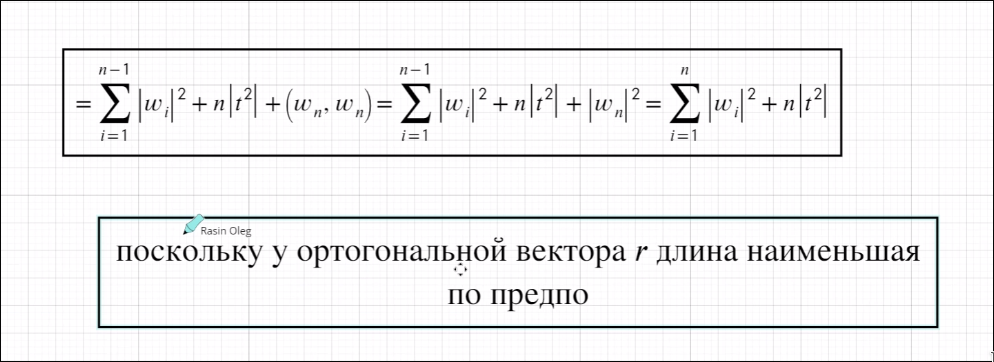 = \sum_{i=1}^{n-1} |w_i|^2 + n|t^2| + (w_n, w_n) = \sum_{i=1}^{n-1} |w_i|^2 + n|t^2| + |w_n|^2 = \sum_{i=1}^{n} |w_i|^2 + n|t^2|
Rasin Oleg
поскольку у ортогональной вектора r длина наименьшая
по предпо